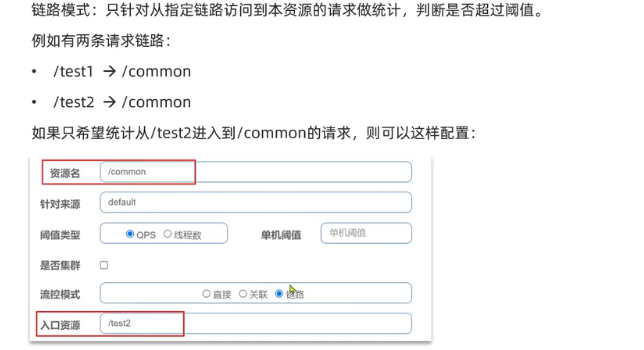 链路模式：只针对从指定链路访问到本资源的请求做统计，判断是否超过阈值。
例如有两条请求链路：
• /test1 → /common
• /test2 → /common
如果只希望统计从/test2进入到/common的请求，则可以这样配置：
资源名 /common
针对来源 default
阈值类型 QPS 线程数 单机阈值 单机阈值
是否集群
流控模式 直接 关联 链路
入口资源 /test2